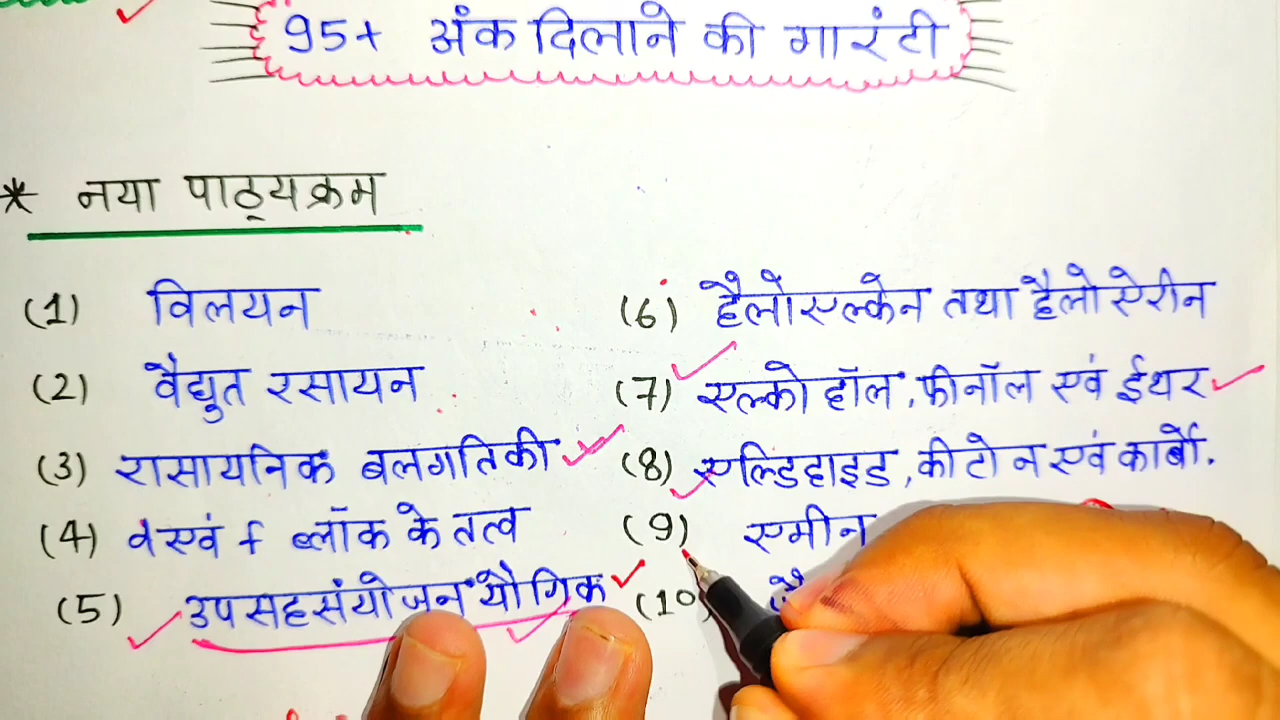 95+ अंक दिलाने की गारंटी
* नया पाठ्यक्रम
(1) विलयन
(2) वैद्युत रसायन
(3) रासायनिक बलगतिकी
(4) d एवं f ब्लॉक के तत्व
(5) उपसहसंयोजन यौगिक
(6) हैलोएल्केन तथा हैलोऐरीन
(7) एल्कोहॉल, फीनॉल एवं ईथर
(8) एल्डिहाइड, कीटोन एवं कार्बो.
(9) एमीन
(10)